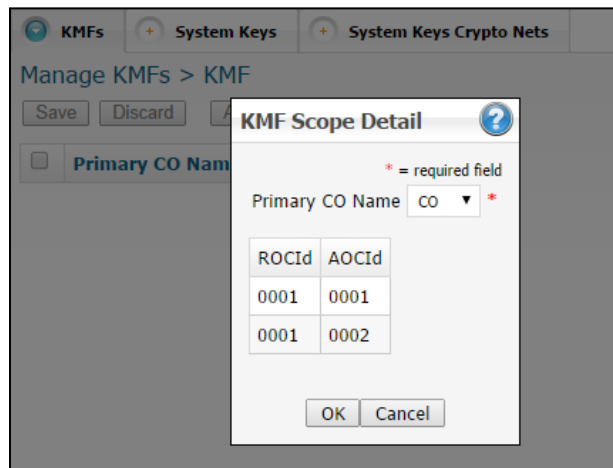 KMFs System Keys System Keys Crypto Nets
Manage KMFs > KMF
Save Discard A
Primary CO Nam
KMF Scope Detail ?
* = required field
Primary CO Name CO *
ROCId AOCId
0001 0001
0001 0002
OK Cancel